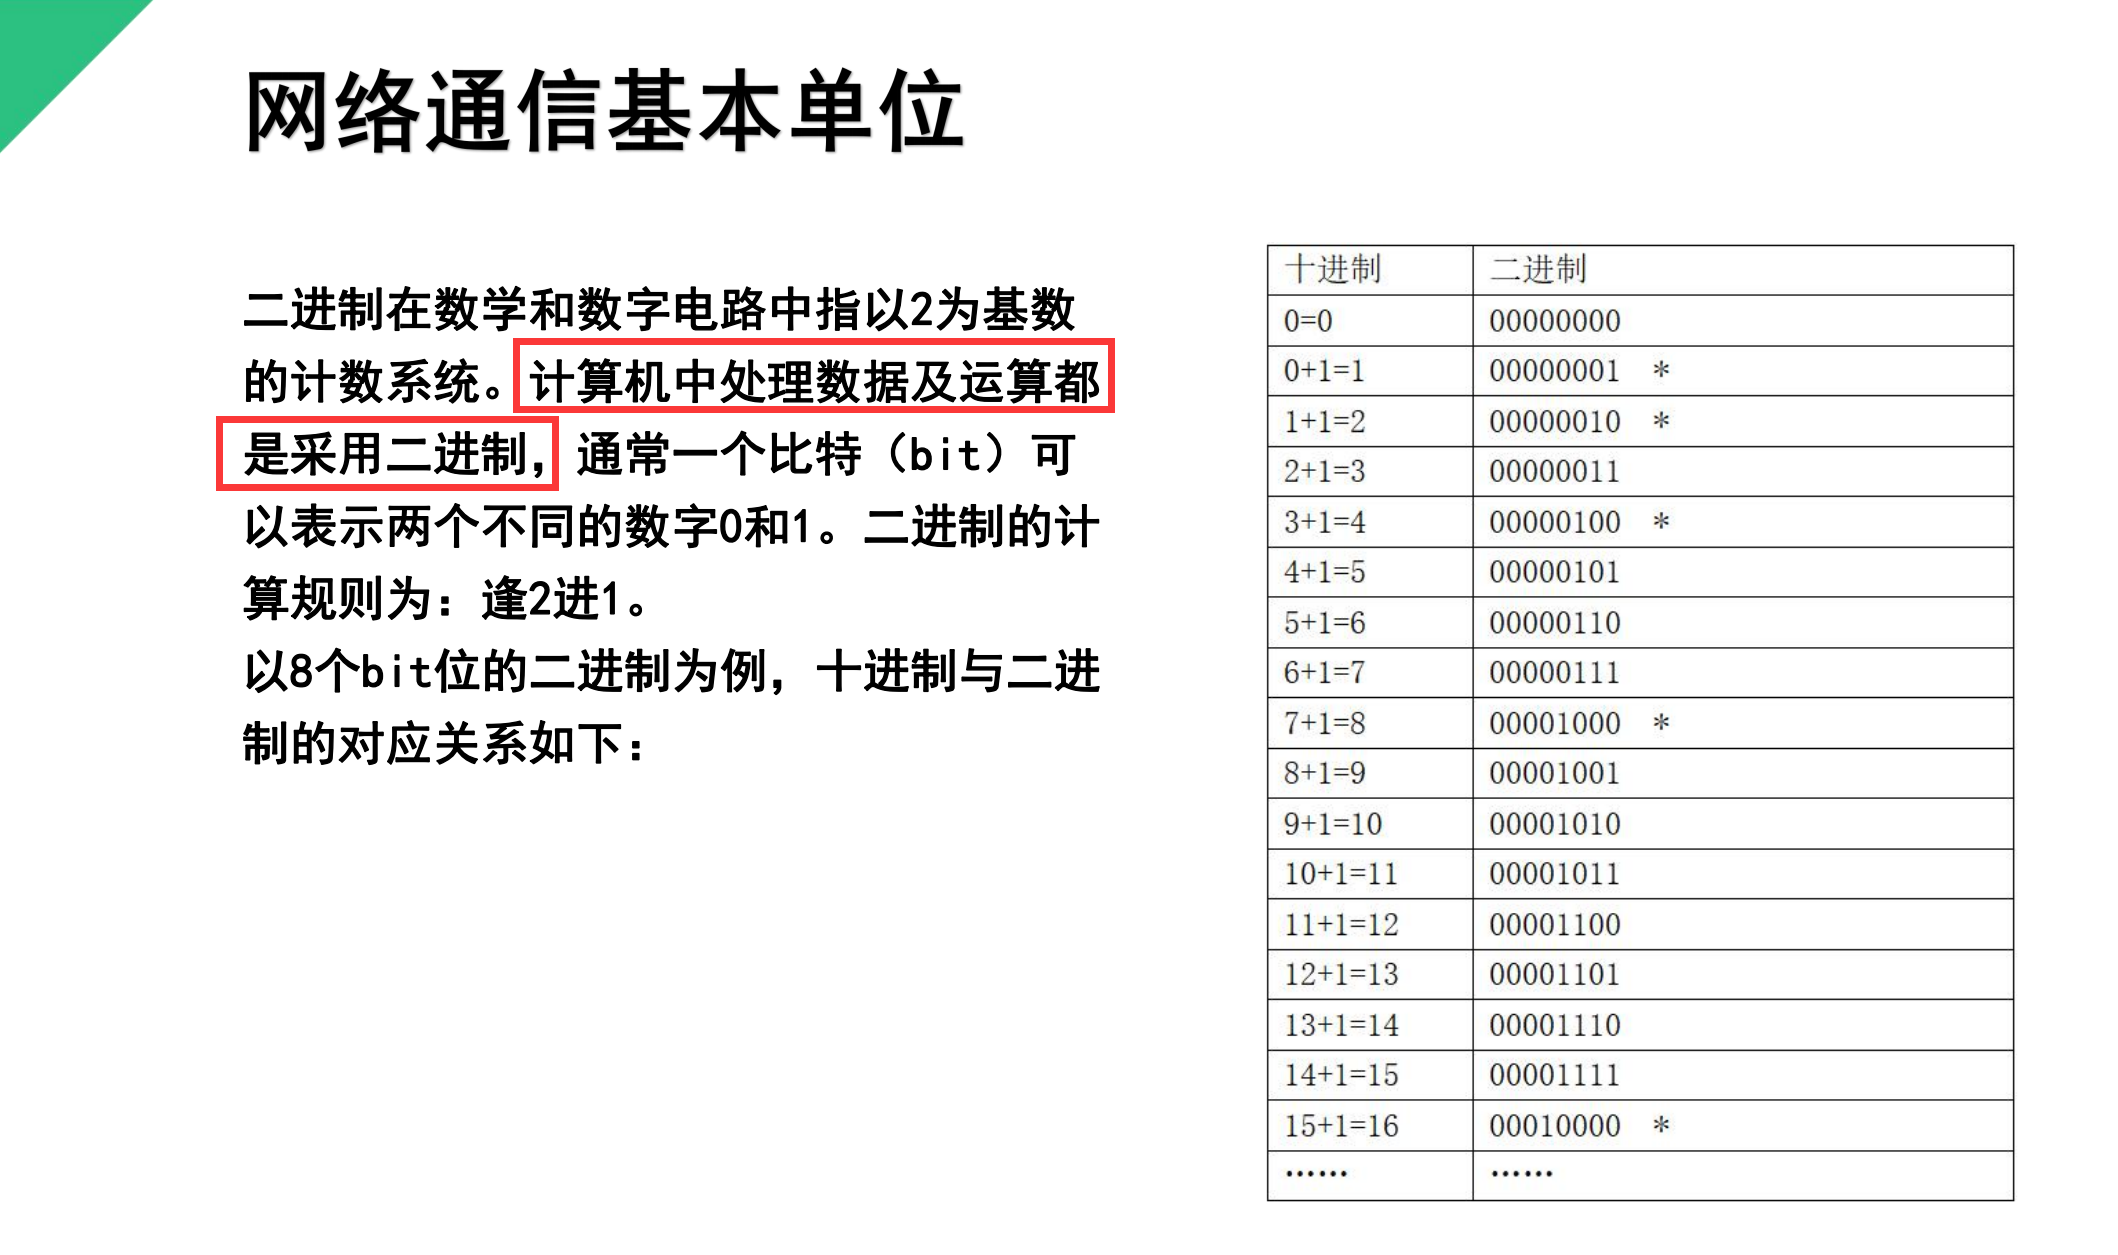 网络通信基本单位
二进制在数学和数字电路中指以2为基数
的计数系统。计算机中处理数据及运算都
是采用二进制，通常一个比特（bit）可
以表示两个不同的数字0和1。二进制的计
算规则为：逢2进1。
以8个bit位的二进制为例，十进制与二进
制的对应关系如下：
十进制 二进制
0=0 00000000
0+1=1 00000001 *
1+1=2 00000010 *
2+1=3 00000011
3+1=4 00000100 *
4+1=5 00000101
5+1=6 00000110
6+1=7 00000111
7+1=8 00001000 *
8+1=9 00001001
9+1=10 00001010
10+1=11 00001011
11+1=12 00001100
12+1=13 00001101
13+1=14 00001110
14+1=15 00001111
15+1=16 00010000 *
…… ……